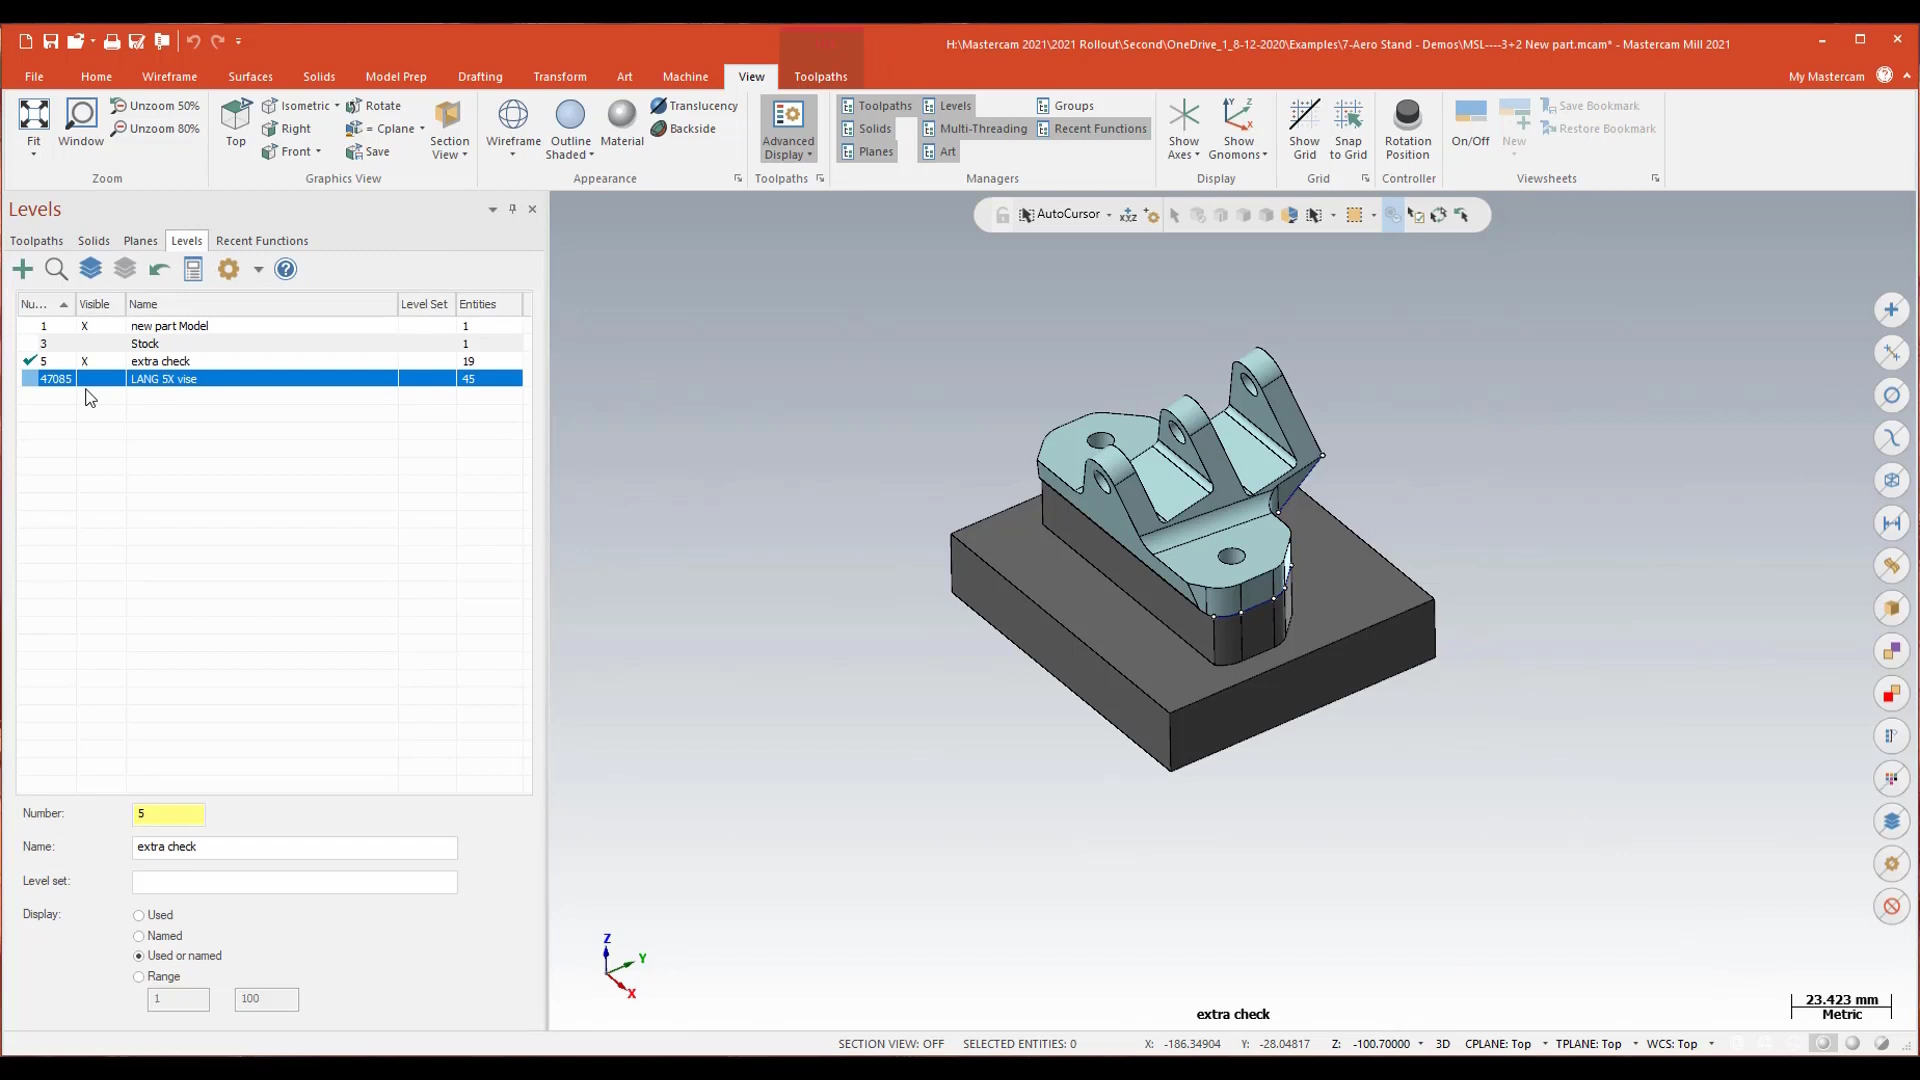 H:\Mastercam 2021\2021 Rollout\Second\OneDrive_1_8-12-2020\Examples\7-Aero Stand - Demos\MSL----3+2 New part.mcam* - Mastercam Mill 2021
File Home Wireframe Surfaces Solids Model Prep Drafting Transform Art Machine View Toolpaths My Mastercam
Fit
Window
Unzoom 50%
Unzoom 80%
Zoom
Top
Isometric
Right
Front
Rotate
= Cplane
Save
Section View
Graphics View
Wireframe
Outline Shaded
Material
Translucency
Backside
Appearance
Advanced Display
Toolpaths
Toolpaths
Solids
Planes
Levels
Multi-Threading
Art
Groups
Recent Functions
Managers
Show Axes
Show Gnomons
Display
Show Grid
Snap to Grid
Grid
Rotation Position
Controller
On/Off
New
Save Bookmark
Restore Bookmark
Viewsheets
Levels
Toolpaths Solids Planes Levels Recent Functions
Nu... Visible Name Level Set Entities
1 X new part Model 1
3 Stock 1
5 X extra check 19
47085 LANG 5X vise 45
Number: 5
Name: extra check
Level set:
Display:
Used
Named
Used or named
Range
1 100
AutoCursor
Z
Y
X
extra check
23.423 mm
Metric
SECTION VIEW: OFF SELECTED ENTITIES: 0 X: -186.34904 Y: -28.04817 Z: -100.70000 3D CPLANE: Top TPLANE: Top WCS: Top